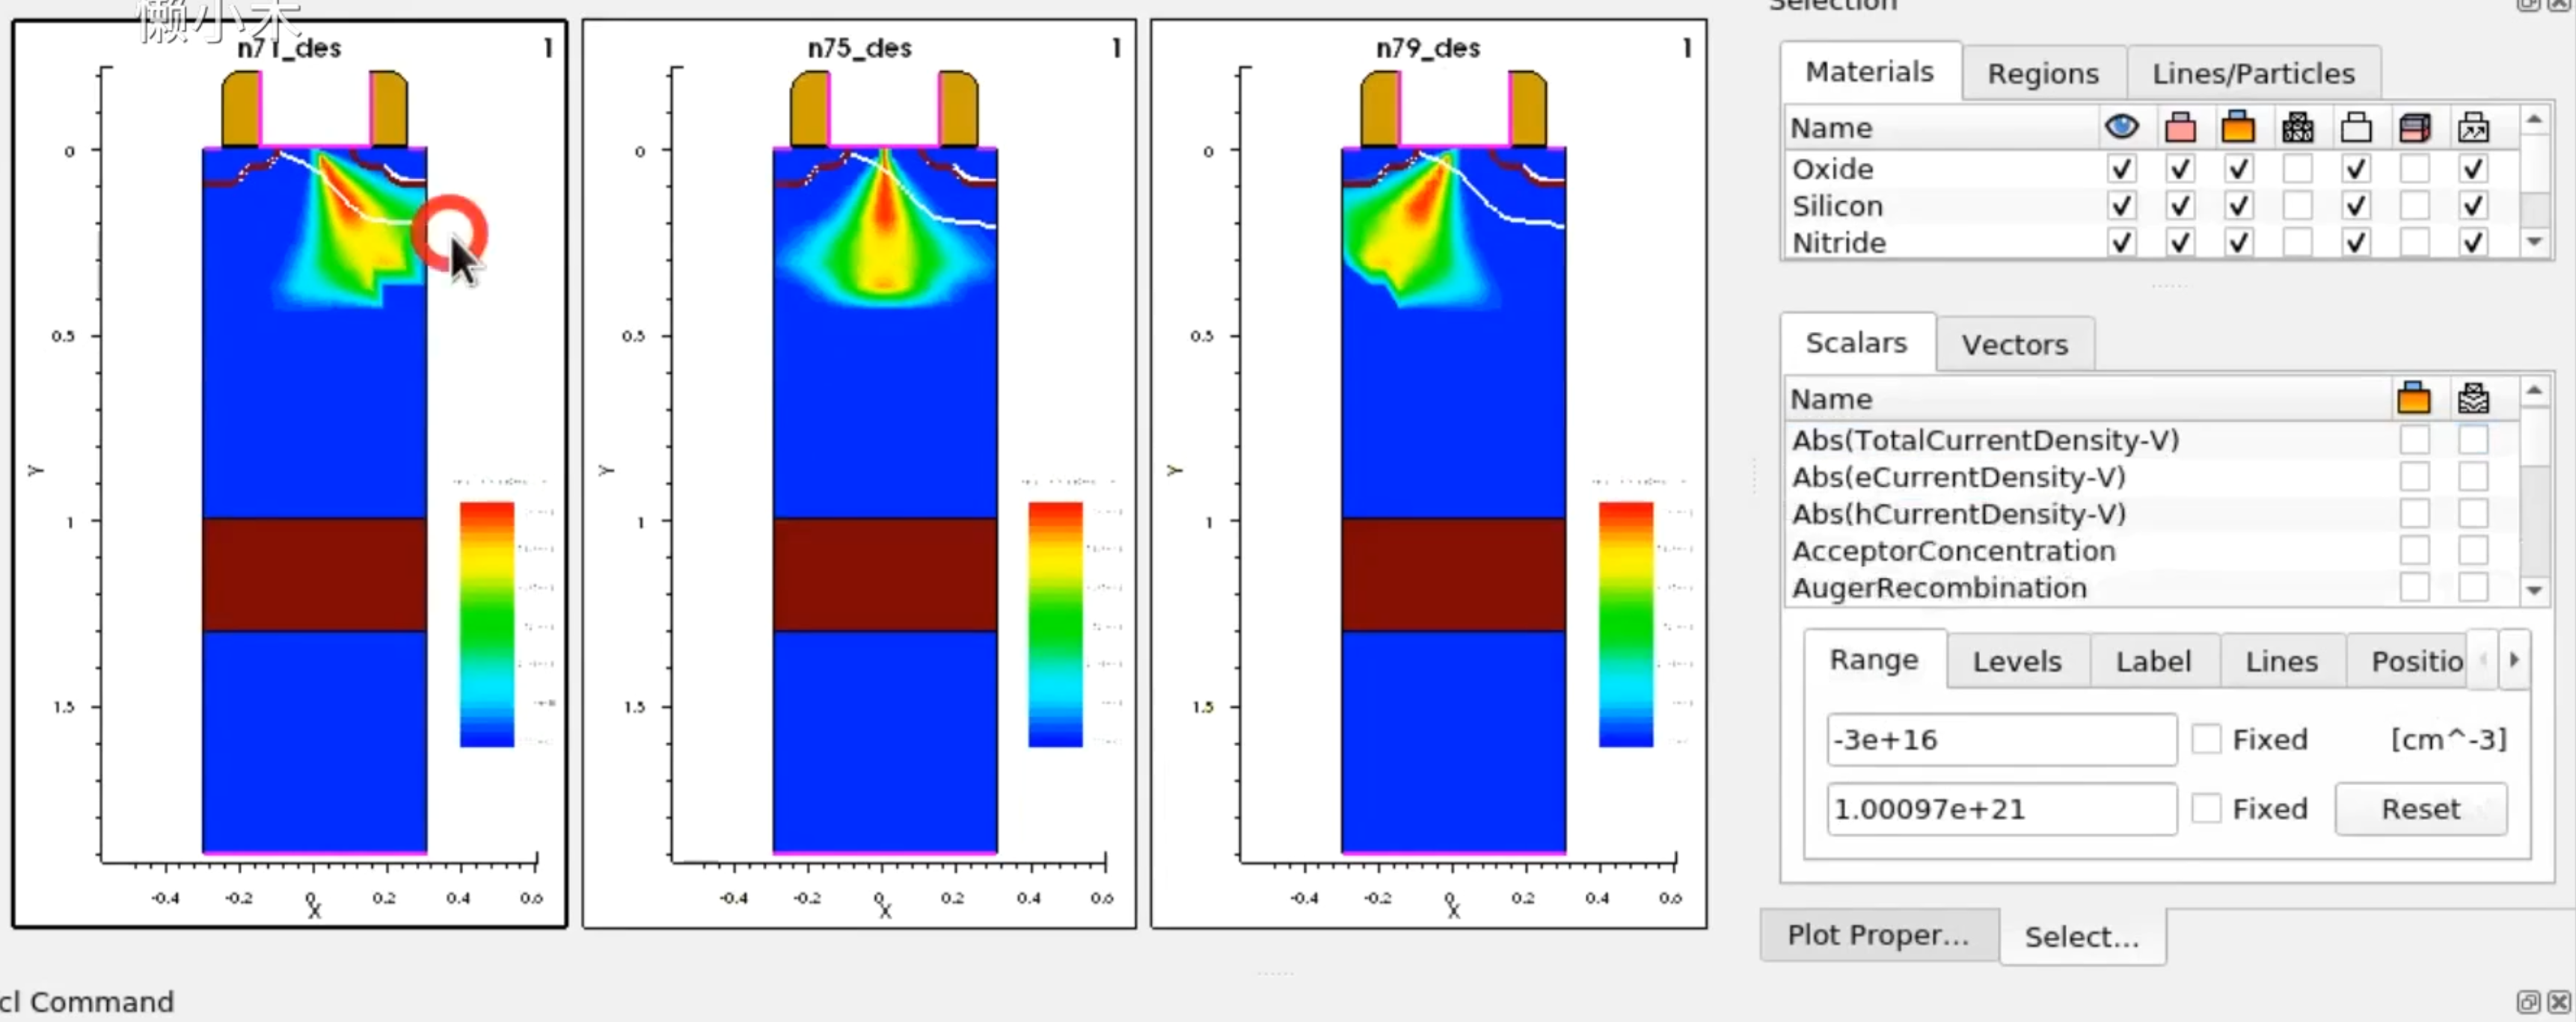 懒小木
n71_des 1
0
0.5
1
1.5
Y
-0.4 -0.2 0 0.2 0.4 0.6
X
n75_des 1
0
0.5
1
1.5
Y
-0.4 -0.2 0 0.2 0.4 0.6
X
n79_des 1
0
0.5
1
1.5
Y
-0.4 -0.2 0 0.2 0.4 0.6
X
Selection
Materials Regions Lines/Particles
Name
Oxide
Silicon
Nitride
Scalars Vectors
Name
Abs(TotalCurrentDensity-V)
Abs(eCurrentDensity-V)
Abs(hCurrentDensity-V)
AcceptorConcentration
AugerRecombination
Range Levels Label Lines Positio
-3e+16 Fixed [cm^-3]
1.00097e+21 Fixed Reset
Plot Proper... Select...
cl Command